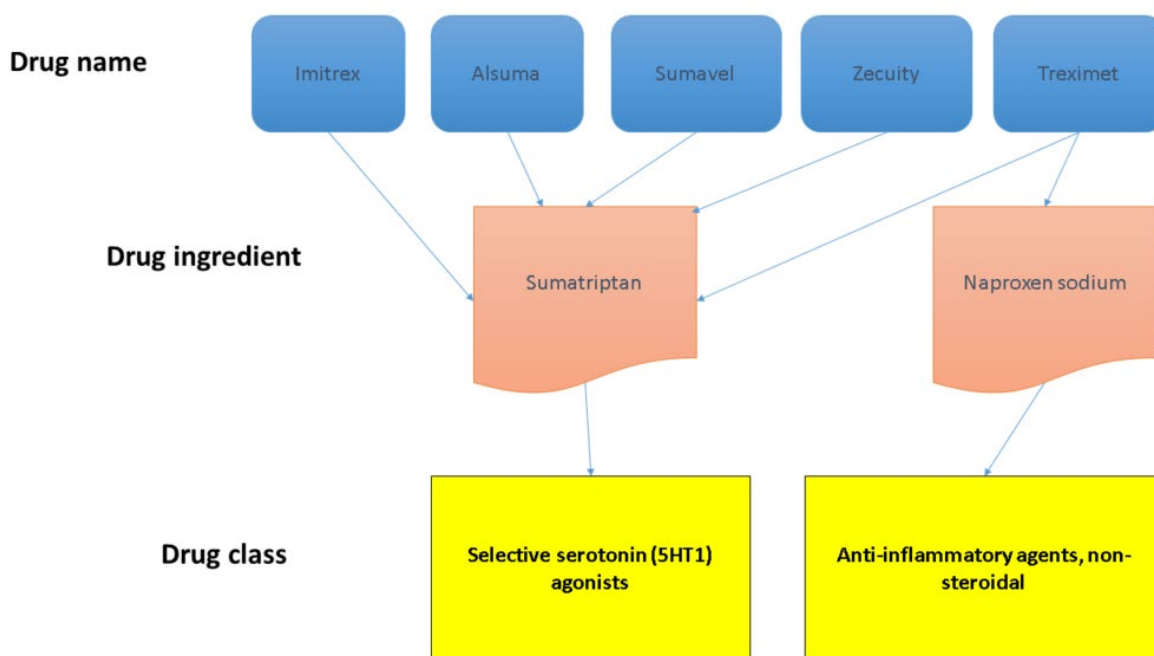 Drug name
Imitrex
Alsuma
Sumavel
Zecuity
Treximet
Drug ingredient
Sumatriptan
Naproxen sodium
Drug class
Selective serotonin (5HT1)
agonists
Anti-inflammatory agents, non-
steroidal